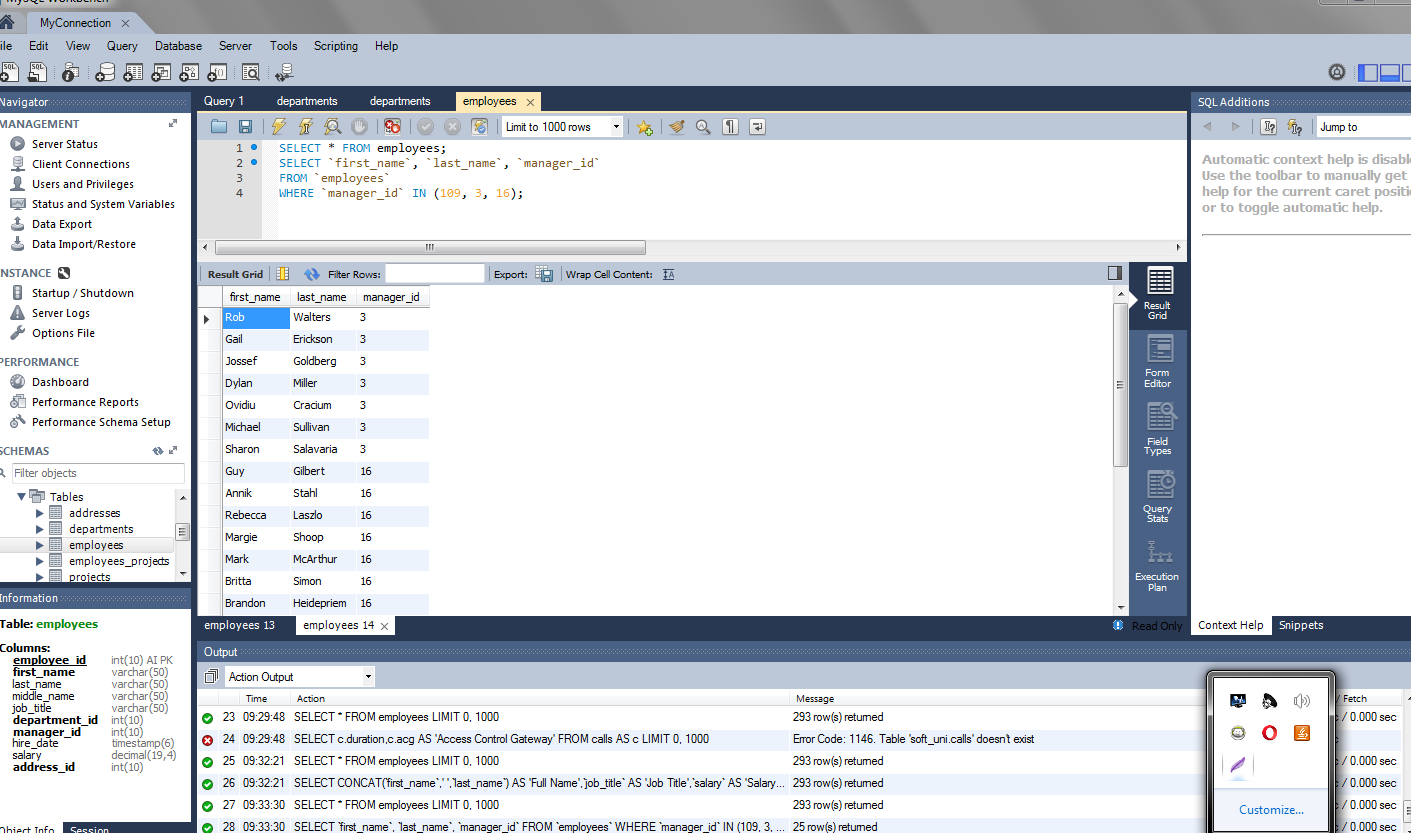 MySQL Workbench
MyConnection
ile Edit View Query Database Server Tools Scripting Help
Navigator
MANAGEMENT
Server Status
Client Connections
Users and Privileges
Status and System Variables
Data Export
Data Import/Restore
NSTANCE
Startup / Shutdown
Server Logs
Options File
PERFORMANCE
Dashboard
Performance Reports
Performance Schema Setup
SCHEMAS
Filter objects
Tables
addresses
departments
employees
employees_projects
projects
Information
Table: employees
Columns:
employee_id int(10) AI PK
first_name varchar(50)
last_name varchar(50)
middle_name varchar(50)
job_title varchar(50)
department_id int(10)
manager_id int(10)
hire_date timestamp(6)
salary decimal(19,4)
address_id int(10)
Object Info Session
Query 1 departments departments employees
Limit to 1000 rows
1 SELECT * FROM employees;
2 SELECT `first_name`, `last_name`, `manager_id`
3 FROM `employees`
4 WHERE `manager_id` IN (109, 3, 16);
Result Grid Filter Rows: Export: Wrap Cell Content:
first_name last_name manager_id
Rob Walters 3
Gail Erickson 3
Jossef Goldberg 3
Dylan Miller 3
Ovidiu Cracium 3
Michael Sullivan 3
Sharon Salavaria 3
Guy Gilbert 16
Annik Stahl 16
Rebecca Laszlo 16
Margie Shoop 16
Mark McArthur 16
Britta Simon 16
Brandon Heidepriem 16
Result
Grid
Form
Editor
Field
Types
Query
Stats
Execution
Plan
employees 13 employees 14
Read Only
SQL Additions
Jump to
Automatic context help is disable
Use the toolbar to manually get
help for the current caret positio
or to toggle automatic help.
Context Help Snippets
Output
Action Output
Time Action Message / Fetch
23 09:29:48 SELECT * FROM employees LIMIT 0, 1000 293 row(s) returned c / 0.000 sec
24 09:29:48 SELECT c.duration,c.acg AS 'Access Control Gateway' FROM calls AS c LIMIT 0, 1000 Error Code: 1146. Table 'soft_uni.calls' doesn't exist
25 09:32:21 SELECT * FROM employees LIMIT 0, 1000 293 row(s) returned c / 0.000 sec
26 09:32:21 SELECT CONCAT(`first_name`,' ',`last_name`) AS 'Full Name',`job_title` AS 'Job Title',`salary` AS 'Salary... 293 row(s) returned c / 0.000 sec
27 09:33:30 SELECT * FROM employees LIMIT 0, 1000 293 row(s) returned c / 0.000 sec
28 09:33:30 SELECT `first_name`, `last_name`, `manager_id` FROM `employees` WHERE `manager_id` IN (109, 3, ... 25 row(s) returned c / 0.000 sec
Customize...